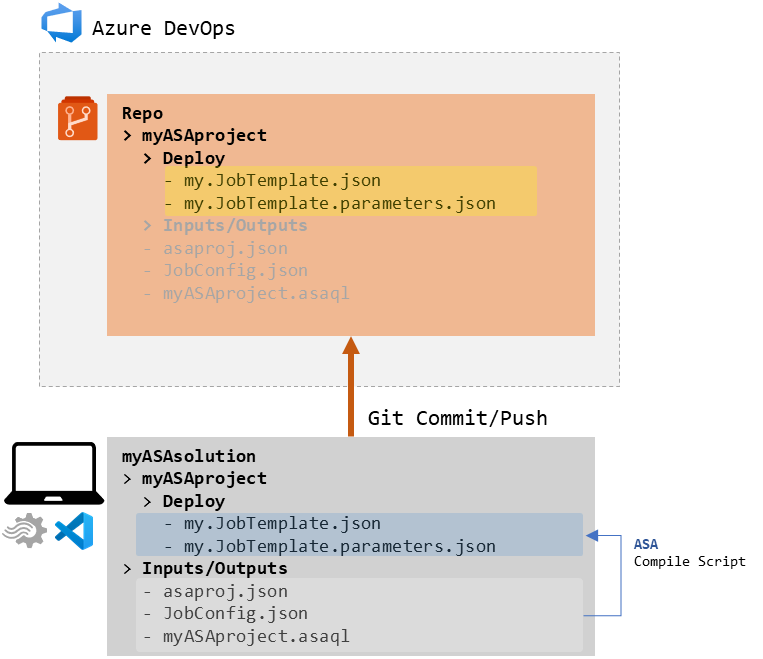 Azure DevOps
Repo
> myASAproject
> Deploy
- my.JobTemplate.json
- my.JobTemplate.parameters.json
> Inputs/Outputs
- asaproj.json
- JobConfig.json
- myASAproject.asaql
Git Commit/Push
myASAsolution
> myASAproject
> Deploy
- my.JobTemplate.json
- my.JobTemplate.parameters.json
> Inputs/Outputs
- asaproj.json
- JobConfig.json
- myASAproject.asaql
ASA
Compile Script